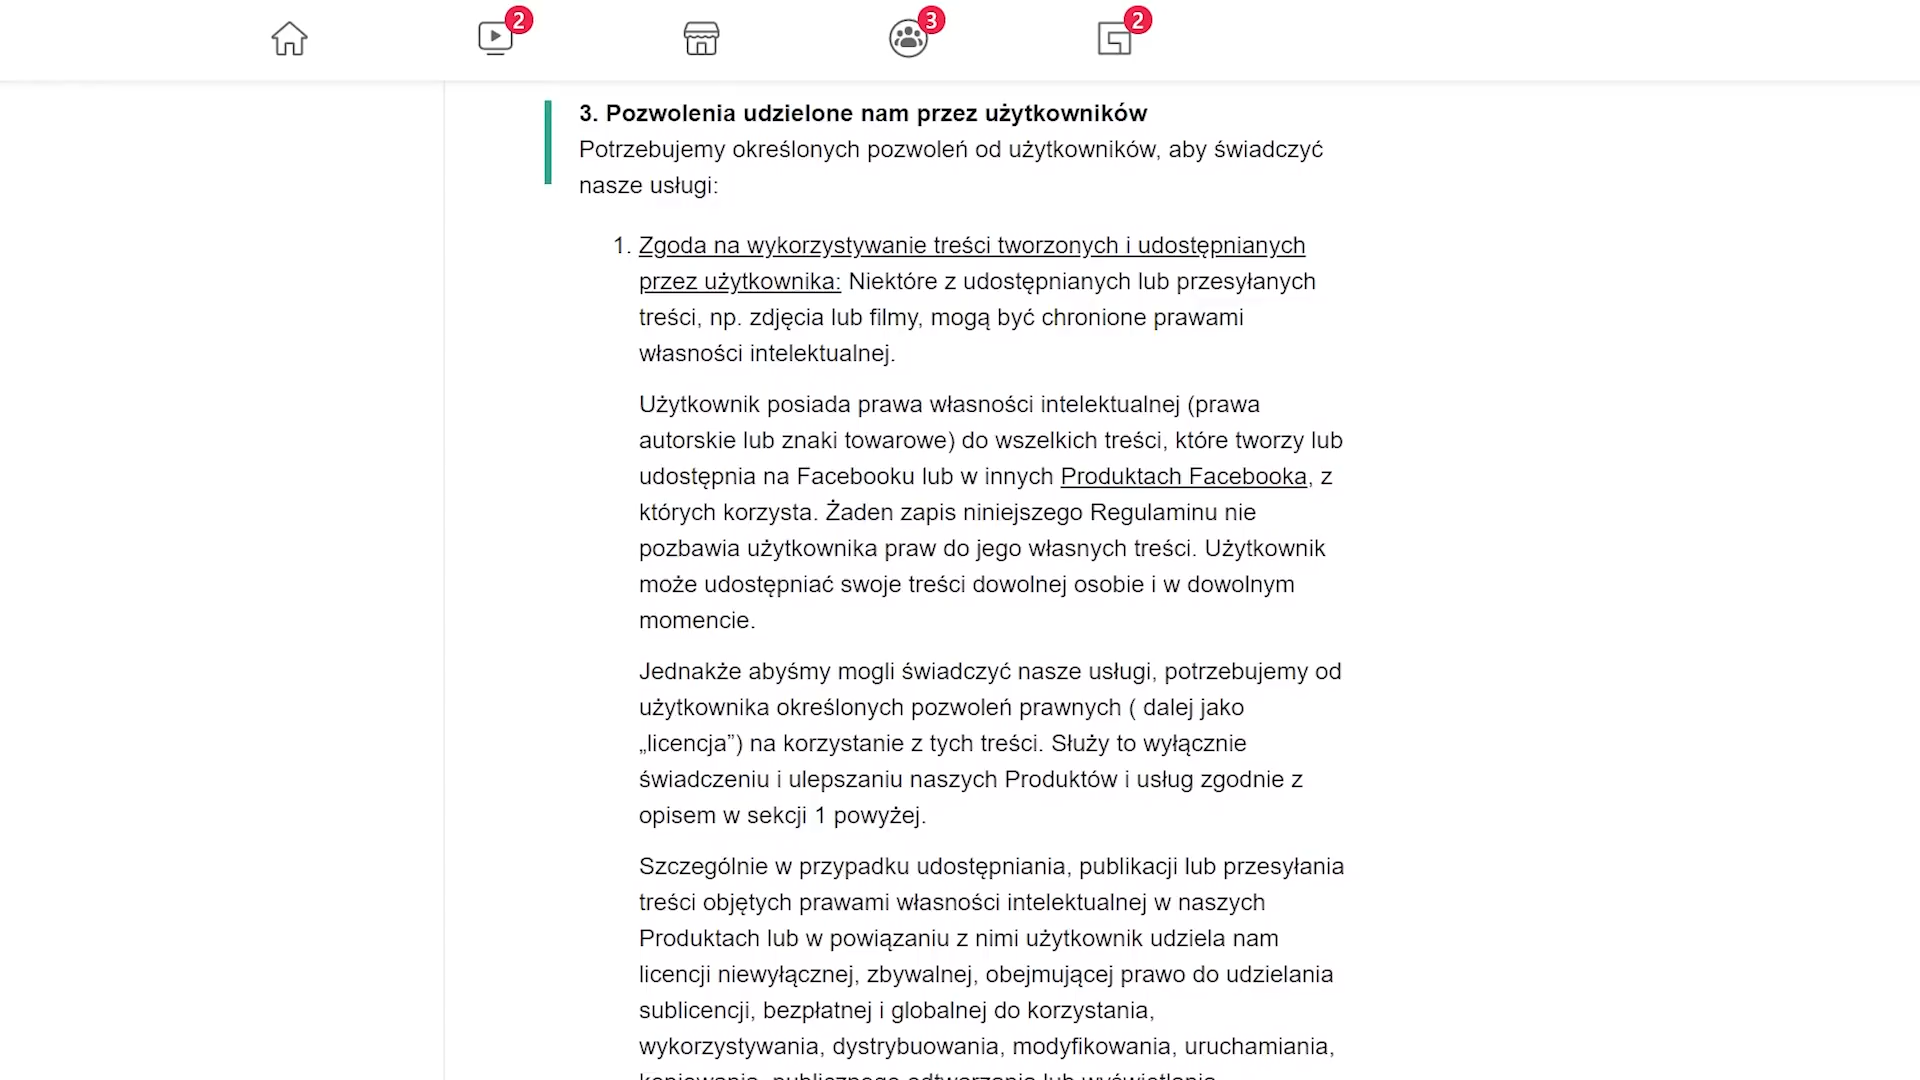 2
3
2
3. Pozwolenia udzielone nam przez użytkowników
Potrzebujemy określonych pozwoleń od użytkowników, aby świadczyć
nasze usługi:
1. Zgoda na wykorzystywanie treści tworzonych i udostępnianych
przez użytkownika: Niektóre z udostępnianych lub przesyłanych
treści, np. zdjęcia lub filmy, mogą być chronione prawami
własności intelektualnej.
Użytkownik posiada prawa własności intelektualnej (prawa
autorskie lub znaki towarowe) do wszelkich treści, które tworzy lub
udostępnia na Facebooku lub w innych Produktach Facebooka, z
których korzysta. Żaden zapis niniejszego Regulaminu nie
pozbawia użytkownika praw do jego własnych treści. Użytkownik
może udostępniać swoje treści dowolnej osobie i w dowolnym
momencie.
Jednakże abyśmy mogli świadczyć nasze usługi, potrzebujemy od
użytkownika określonych pozwoleń prawnych ( dalej jako
„licencja”) na korzystanie z tych treści. Służy to wyłącznie
świadczeniu i ulepszaniu naszych Produktów i usług zgodnie z
opisem w sekcji 1 powyżej.
Szczególnie w przypadku udostępniania, publikacji lub przesyłania
treści objętych prawami własności intelektualnej w naszych
Produktach lub w powiązaniu z nimi użytkownik udziela nam
licencji niewyłącznej, zbywalnej, obejmującej prawo do udzielania
sublicencji, bezpłatnej i globalnej do korzystania,
wykorzystywania, dystrybuowania, modyfikowania, uruchamiania,
kopiowania, publicznego odtwarzania lub wyświetlania,